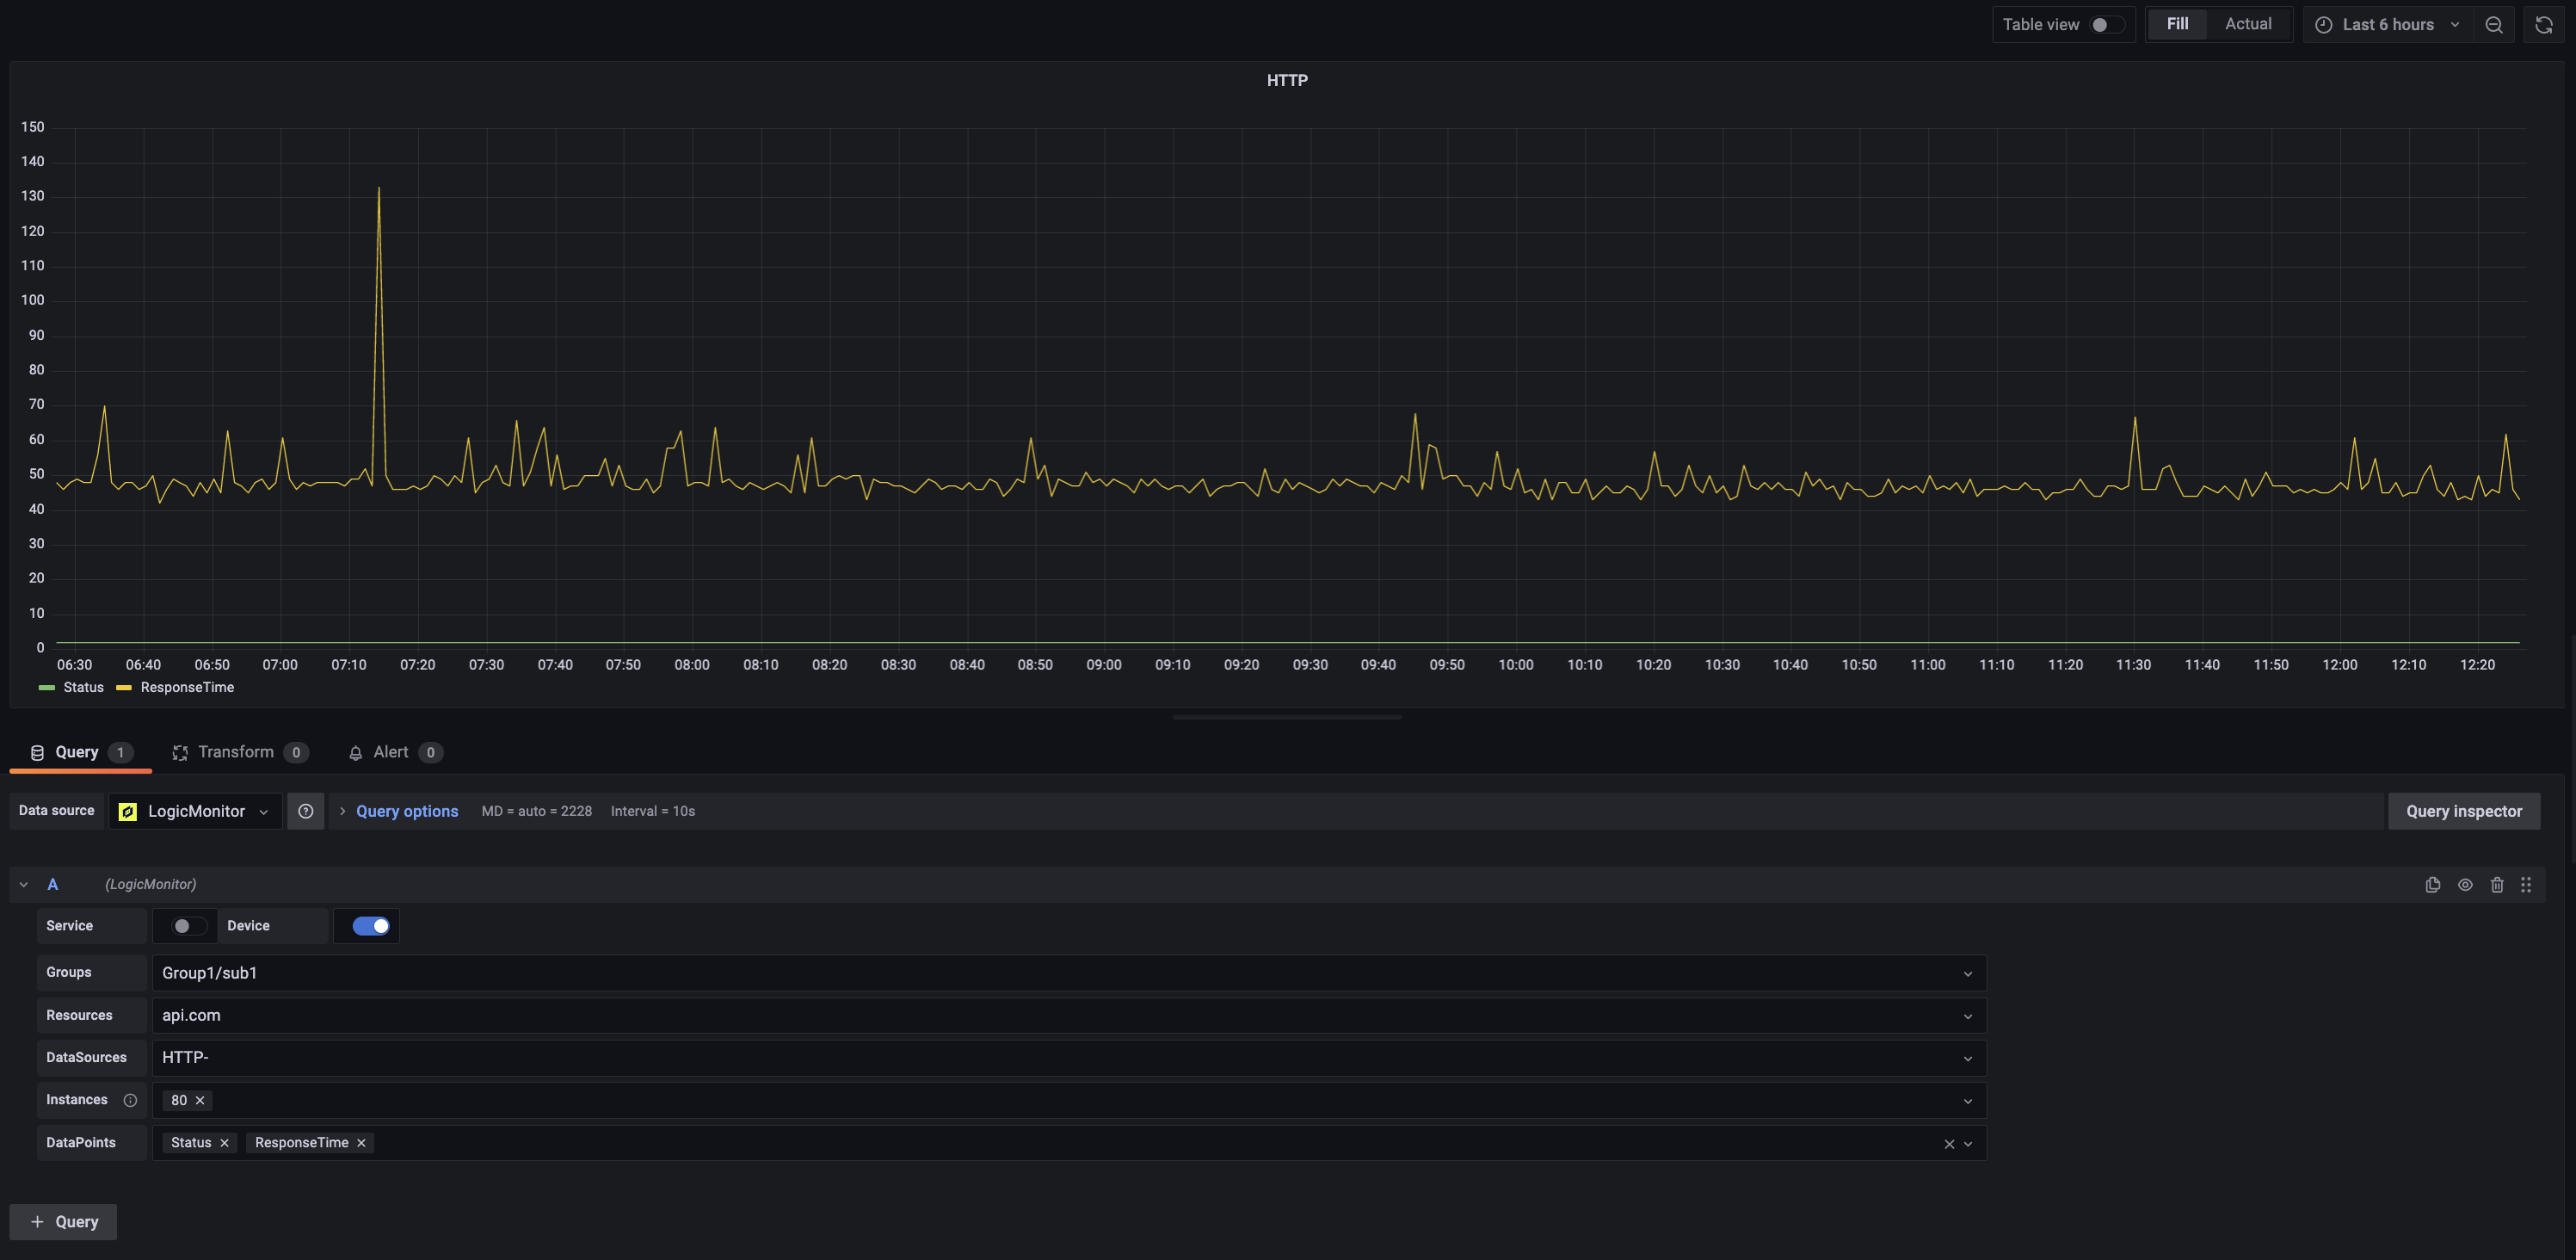 Table view Fill Actual Last 6 hours
HTTP
150
140
130
120
110
100
90
80
70
60
50
40
30
20
10
0
06:30 06:40 06:50 07:00 07:10 07:20 07:30 07:40 07:50 08:00 08:10 08:20 08:30 08:40 08:50 09:00 09:10 09:20 09:30 09:40 09:50 10:00 10:10 10:20 10:30 10:40 10:50 11:00 11:10 11:20 11:30 11:40 11:50 12:00 12:10 12:20
Status ResponseTime
Query 1 Transform 0 Alert 0
Data source LogicMonitor Query options MD = auto = 2228 Interval = 10s Query inspector
A (LogicMonitor)
Service Device
Groups Group1/sub1
Resources api.com
DataSources HTTP-
Instances 80
DataPoints Status ResponseTime
+ Query